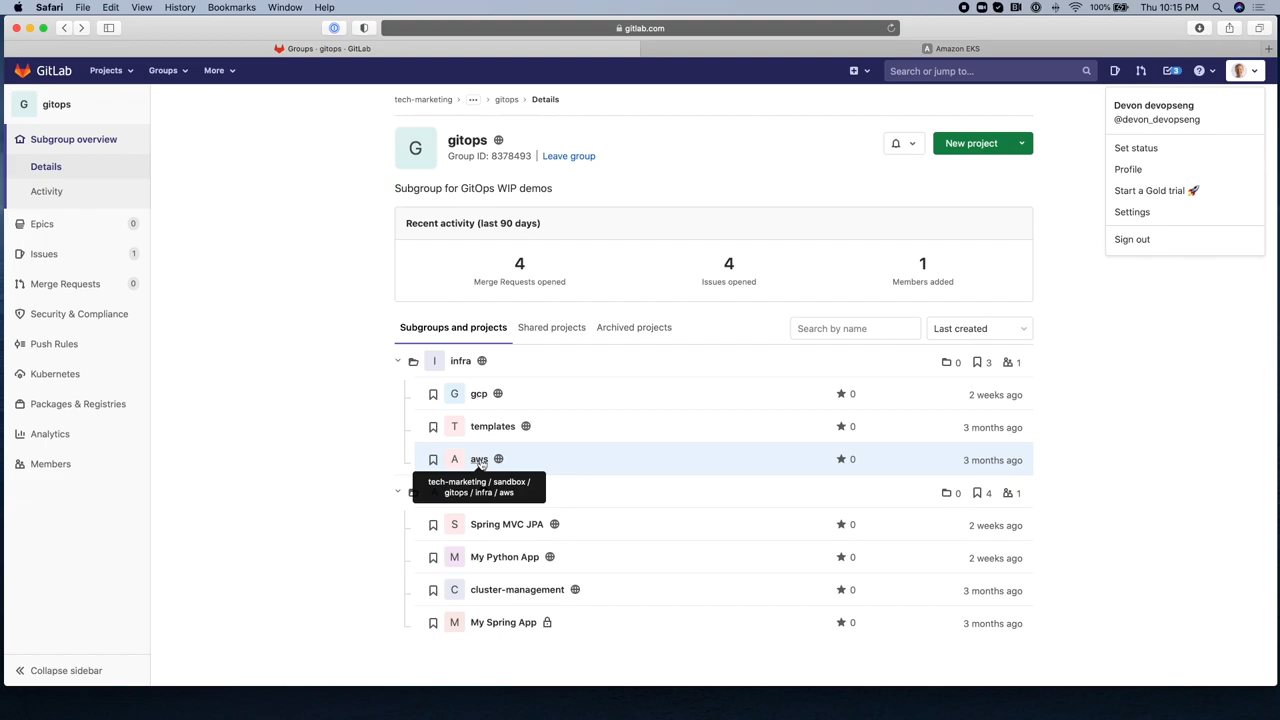 Safari File Edit View History Bookmarks Window Help 100% Thu 10:15 PM
gitlab.com
Groups · gitops · GitLab
A Amazon EKS
GitLab Projects Groups More Search or jump to... 3
G gitops
Subgroup overview
Details
Activity
Epics 0
Issues 1
Merge Requests 0
Security & Compliance
Push Rules
Kubernetes
Packages & Registries
Analytics
Members
Collapse sidebar
tech-marketing gitops Details
G
gitops
Group ID: 8378493 Leave group
New project
Subgroup for GitOps WIP demos
Recent activity (last 90 days)
4
Merge Requests opened
4
Issues opened
1
Members added
Subgroups and projects Shared projects Archived projects Search by name Last created
I infra 0 3 1
G gcp 0 2 weeks ago
T templates 0 3 months ago
A aws 0 3 months ago
tech-marketing / sandbox /
gitops / infra / aws
0 4 1
S Spring MVC JPA 0 2 weeks ago
M My Python App 0 2 weeks ago
C cluster-management 0 3 months ago
M My Spring App 0 3 months ago
Devon devopseng
@devon_devopseng
Set status
Profile
Start a Gold trial 🚀
Settings
Sign out